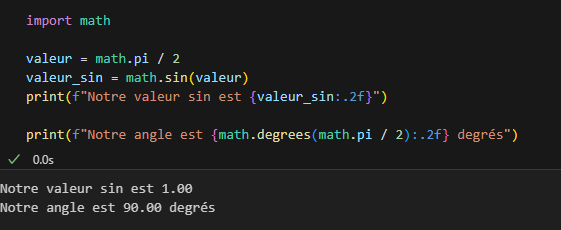 import math
valeur = math.pi / 2
valeur_sin = math.sin(valeur)
print(f"Notre valeur sin est {valeur_sin:.2f}")
print(f"Notre angle est {math.degrees(math.pi / 2):.2f} degrés")
0.0s
Notre valeur sin est 1.00
Notre angle est 90.00 degrés